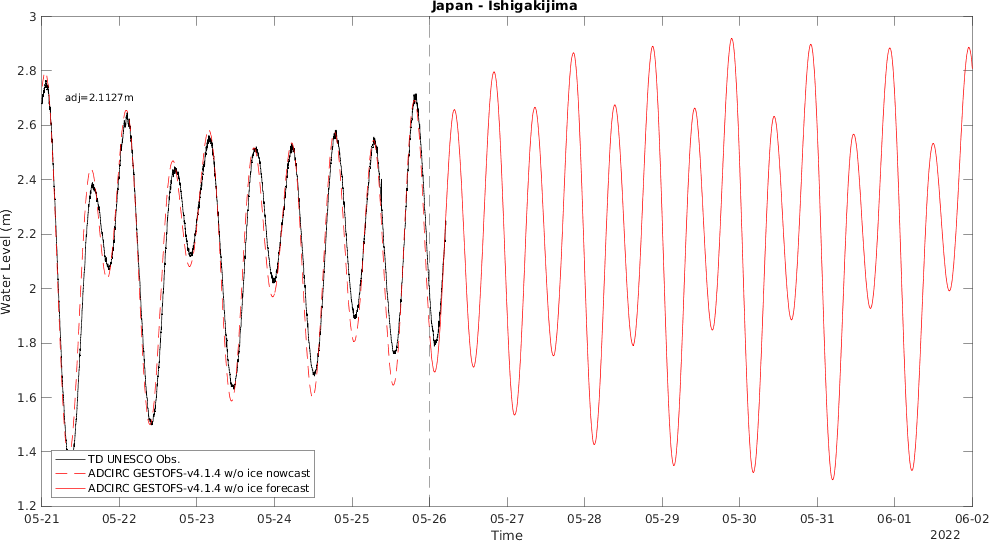 Japan - Ishigakijima
3
2.8
2.6
2.4
2.2
2
1.8
1.6
1.4
1.2
Water Level (m)
adj=2.1127m
TD UNESCO Obs.
ADCIRC GESTOFS-v4.1.4 w/o ice nowcast
ADCIRC GESTOFS-v4.1.4 w/o ice forecast
05-21 05-22 05-23 05-24 05-25 05-26 05-27 05-28 05-29 05-30 05-31 06-01 06-02
Time
2022